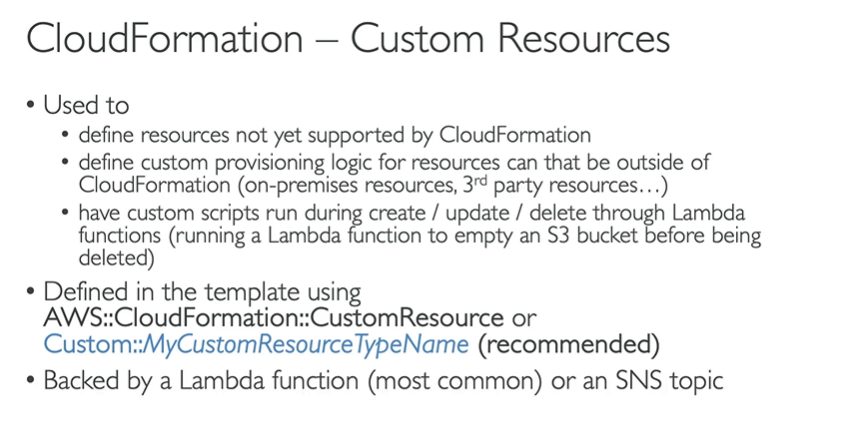 CloudFormation – Custom Resources
• Used to
• define resources not yet supported by CloudFormation
• define custom provisioning logic for resources can that be outside of
CloudFormation (on-premises resources, 3rd party resources…)
• have custom scripts run during create / update / delete through Lambda
functions (running a Lambda function to empty an S3 bucket before being
deleted)
• Defined in the template using
AWS::CloudFormation::CustomResource or
Custom::MyCustomResourceTypeName (recommended)
• Backed by a Lambda function (most common) or an SNS topic